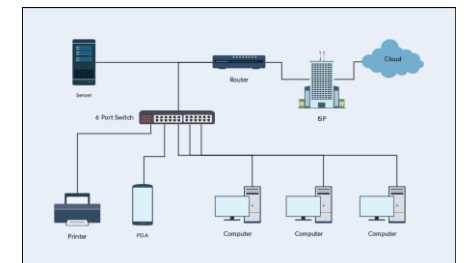 Cloud
Router
Server
ISP
6 Port Switch
Printer
PDA
Computer
Computer
Computer